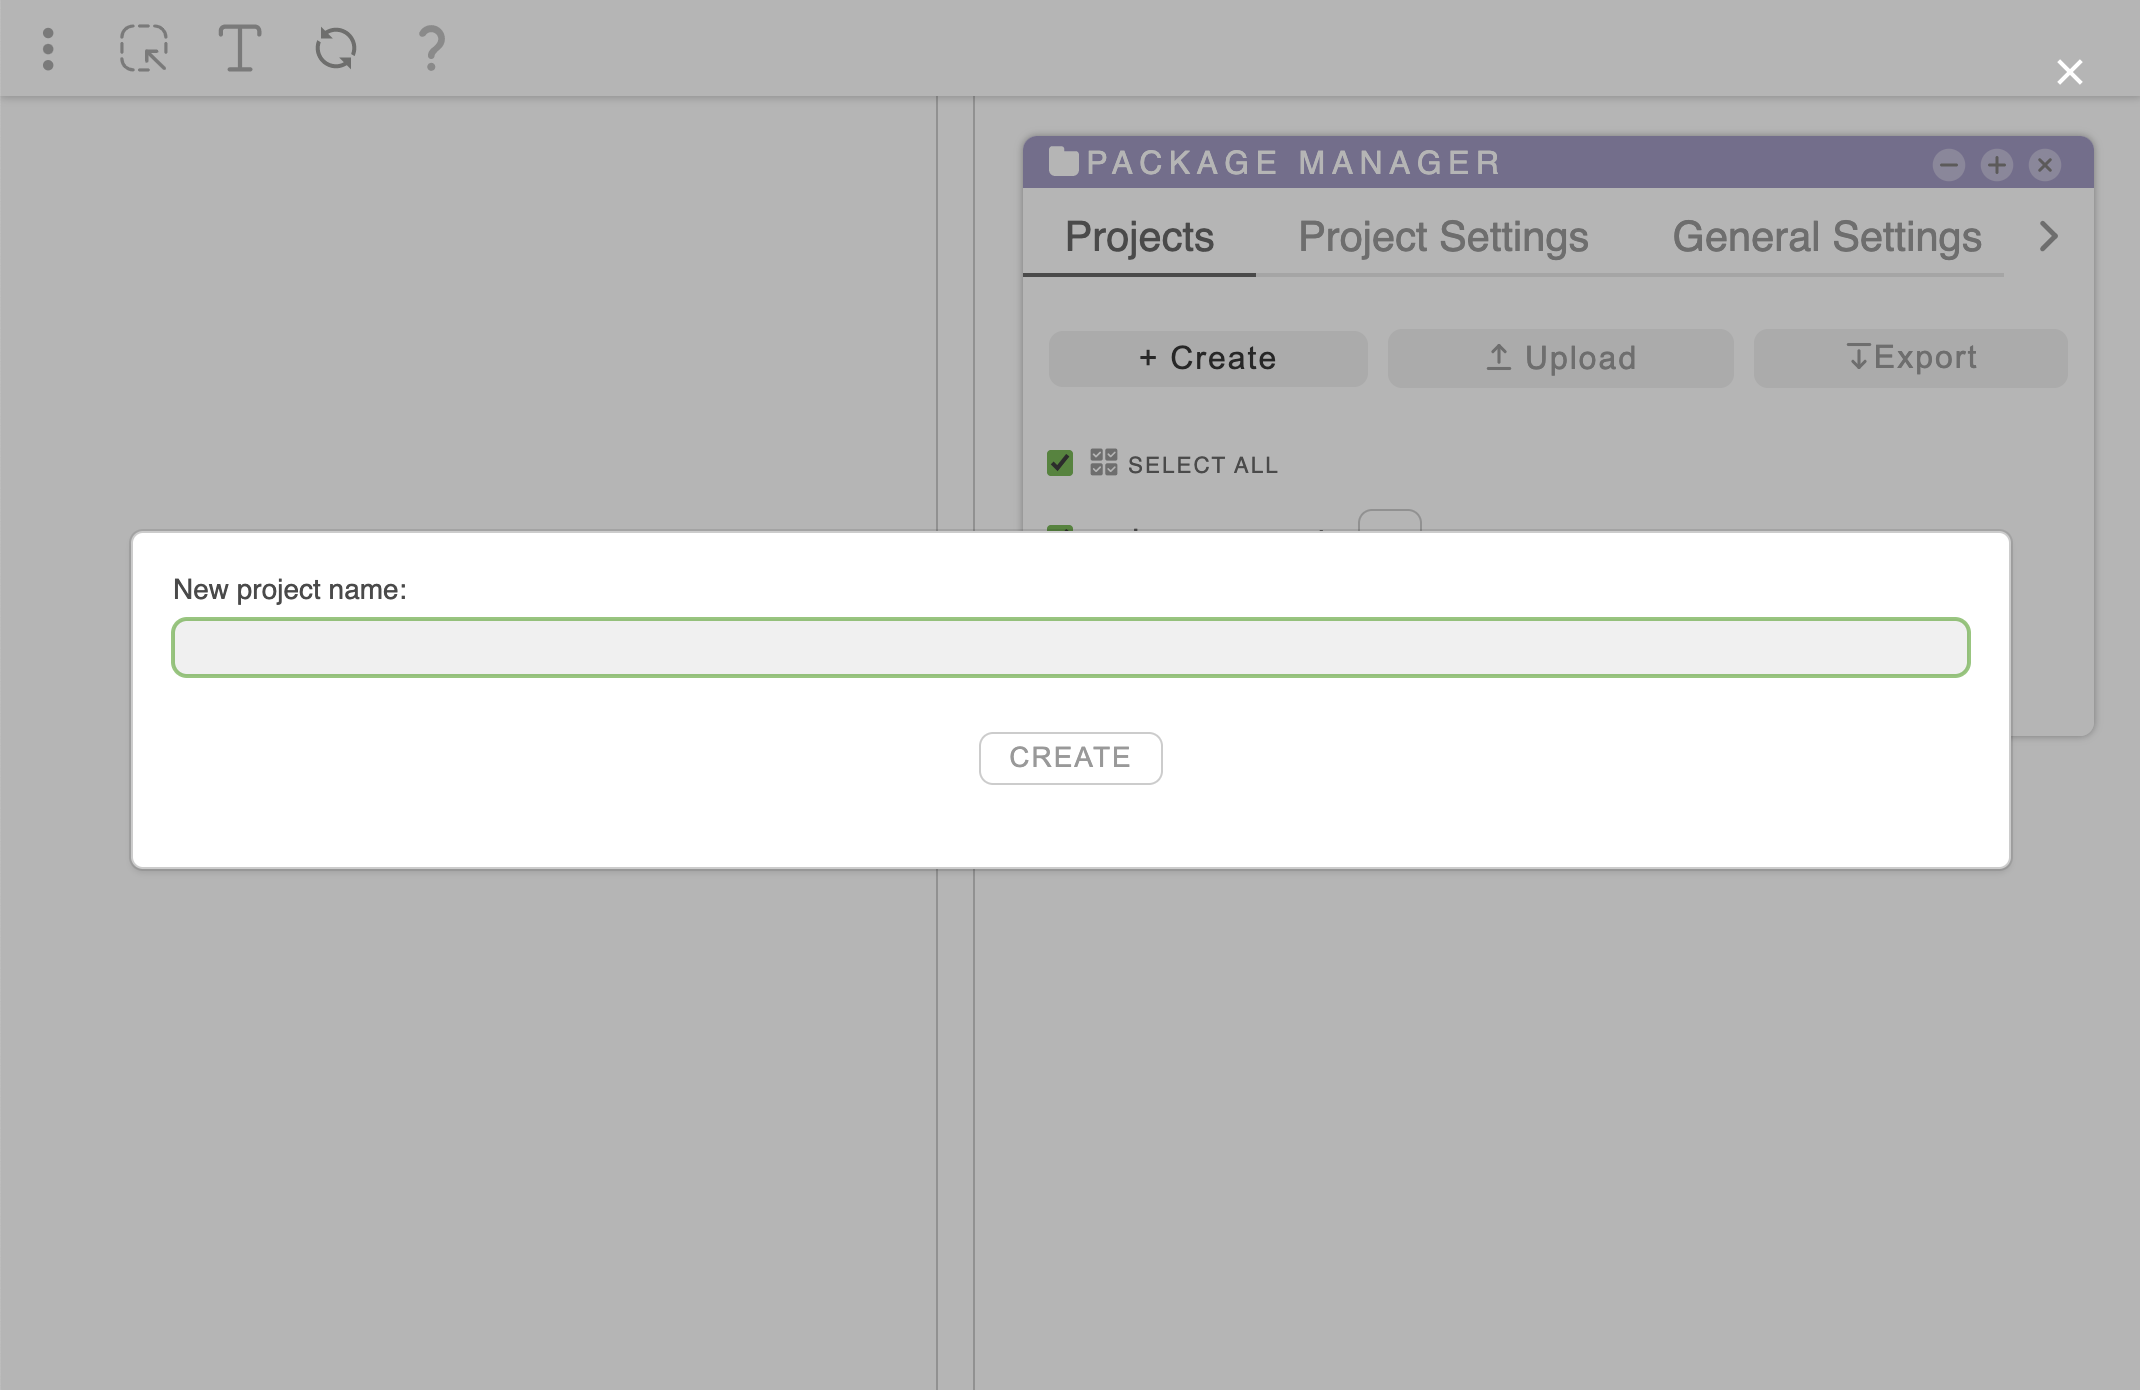 PACKAGE MANAGER
Projects Project Settings General Settings
+ Create Upload Export
SELECT ALL
New project name:
CREATE